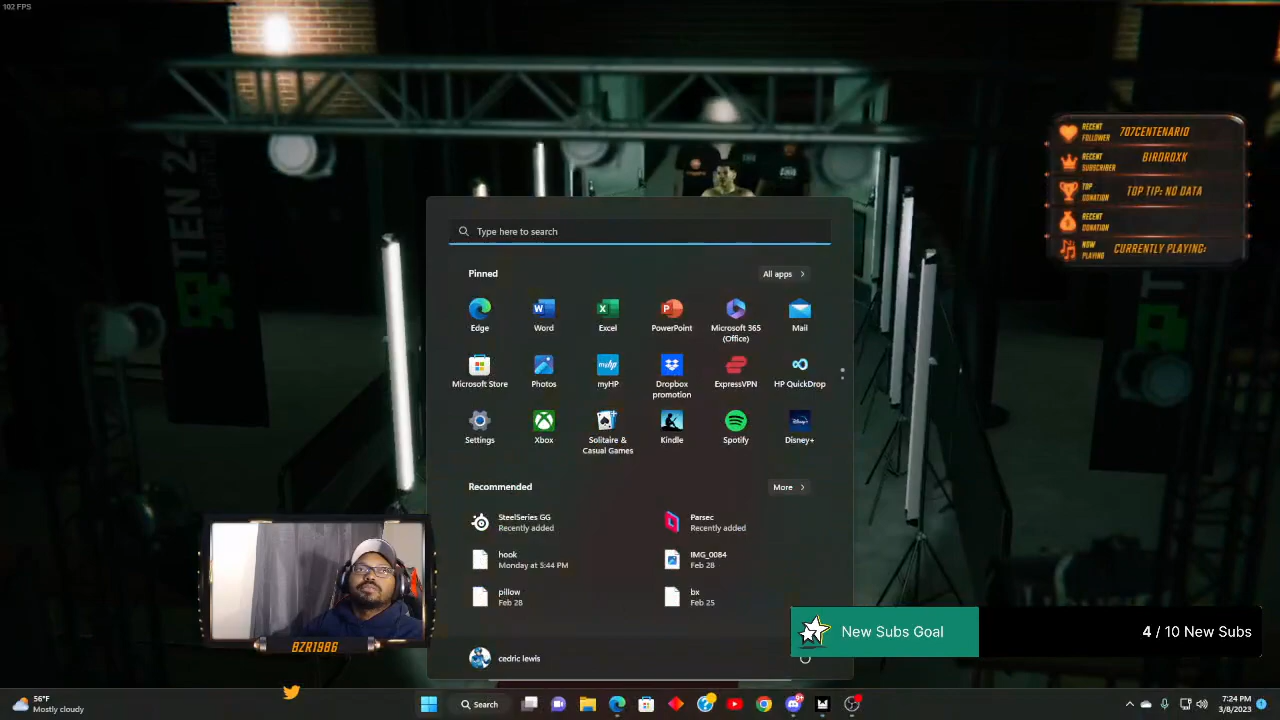 102 FPS
RECENT FOLLOWER 707CENTENARIO
RECENT SUBSCRIBER BIROROXK
TOP DONATION TOP TIP: NO DATA
RECENT DONATION
NOW PLAYING CURRENTLY PLAYING:
TEN 24
Type here to search
Pinned
All apps
Edge
Word
Excel
PowerPoint
Microsoft 365
(Office)
Mail
Microsoft Store
Photos
myHP
Dropbox
promotion
ExpressVPN
HP QuickDrop
Settings
Xbox
Solitaire &
Casual Games
Kindle
Spotify
Disney+
Recommended
More
SteelSeries GG
Recently added
Parsec
Recently added
hook
Monday at 5:44 PM
IMG_0084
Feb 28
pillow
Feb 28
bx
Feb 25
cedric lewis
BZR1986
New Subs Goal
4 / 10 New Subs
56°F
Mostly cloudy
Search
7:24 PM
3/8/2023